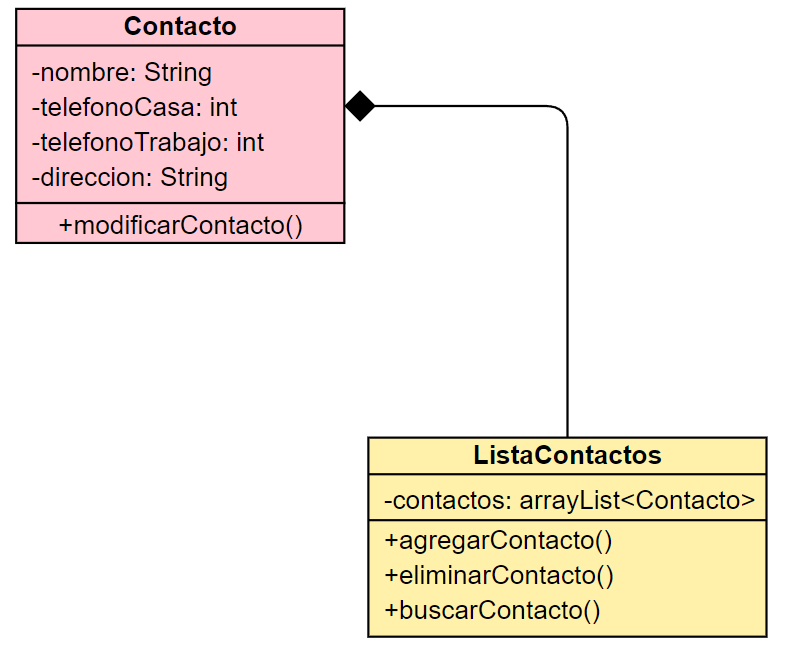 Contacto
-nombre: String
-telefonoCasa: int
-telefonoTrabajo: int
-direccion: String
+modificarContacto()
ListaContactos
-contactos: arrayList<Contacto>
+agregarContacto()
+eliminarContacto()
+buscarContacto()